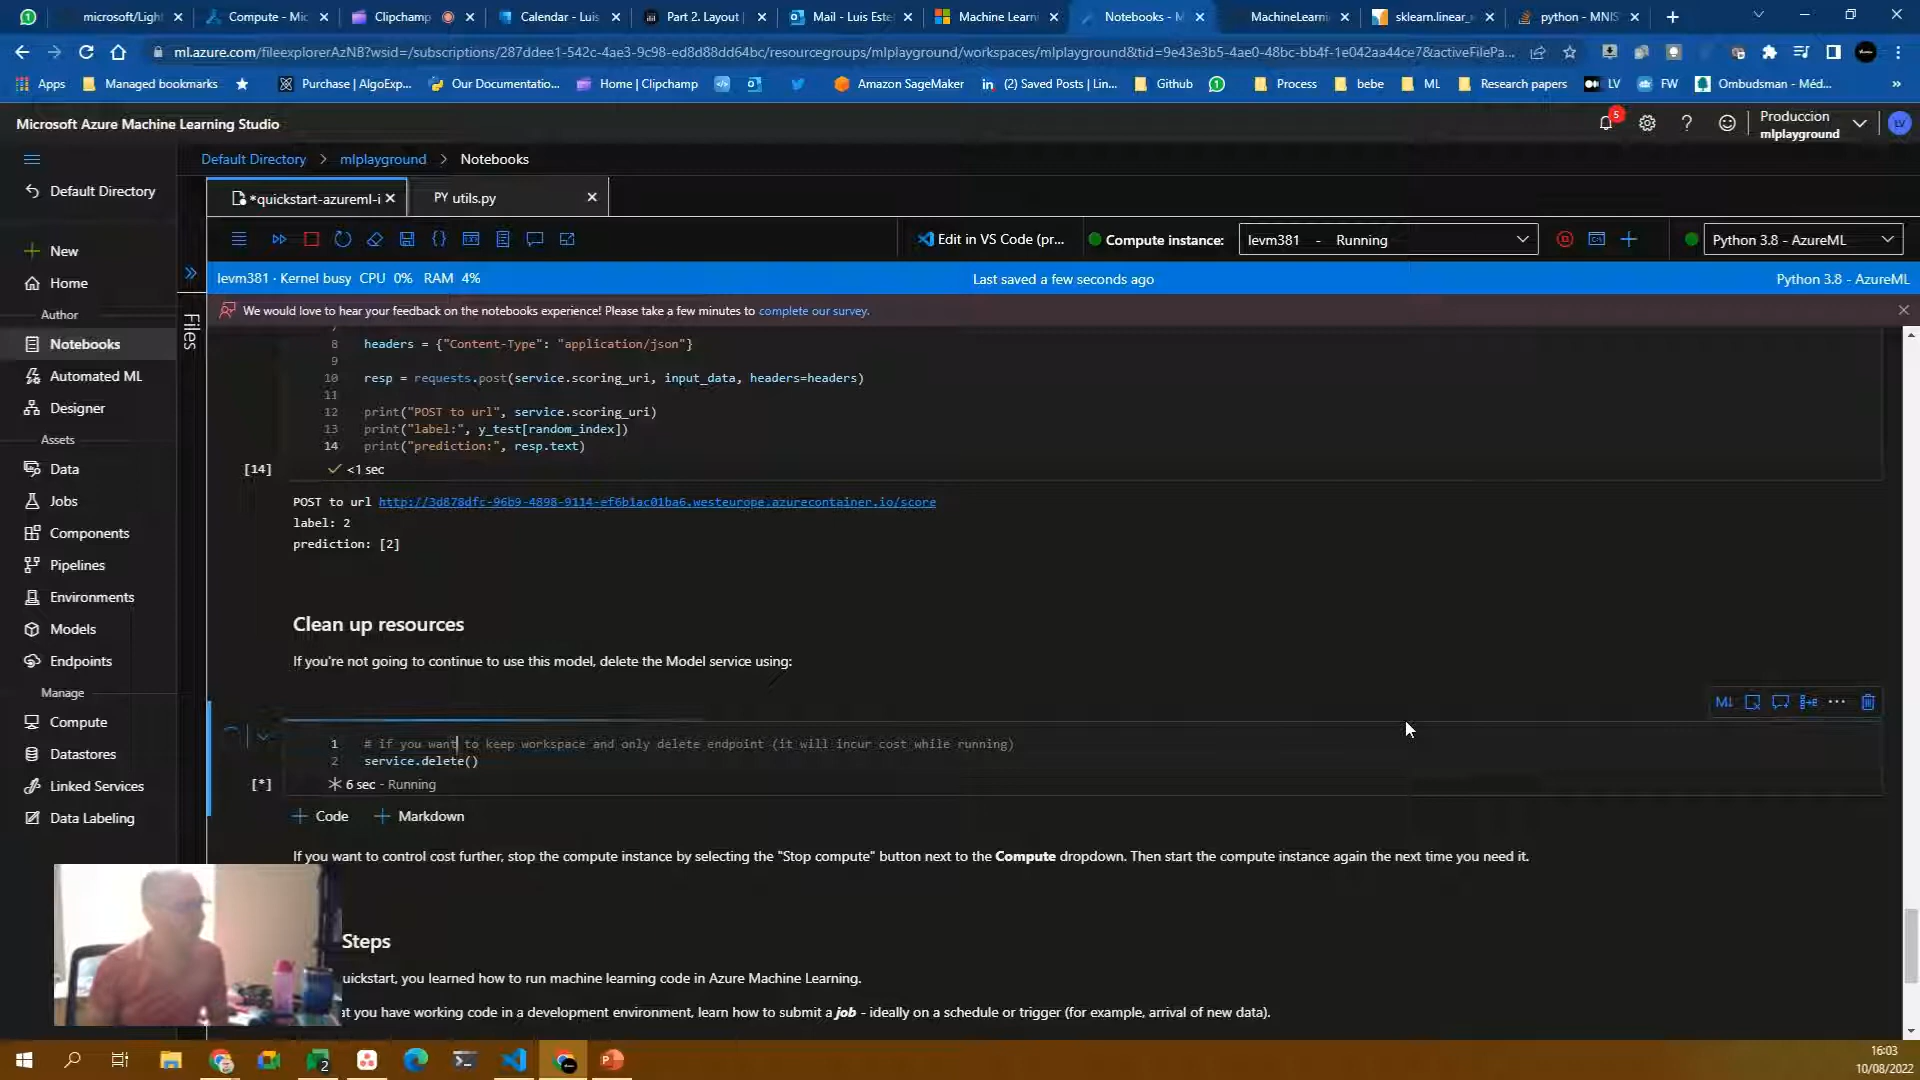 microsoft/Ligh
Compute - Mic
Clipchamp
Calendar - Luis
Part 2. Layout
Mail - Luis Este
Machine Learni
Notebooks - M
MachineLearni
sklearn.linear_
python - MNIS
ml.azure.com/fileexplorerAzNB?wsid=/subscriptions/287ddee1-542c-4ae3-9c98-ed8d88dd64bc/resourcegroups/mlplayground/workspaces/mlplayground&tid=9e43e3b5-4ae0-48bc-bb4f-1e042aa44ce7&activeFilePa...
Apps
Managed bookmarks
Purchase | AlgoExp...
Our Documentatio...
Home | Clipchamp
Amazon SageMaker
(2) Saved Posts | Lin...
Github
Process
bebe
ML
Research papers
LV
FW
Ombudsman - Méd...
»
Microsoft Azure Machine Learning Studio
5
Produccion
mlplayground
LV
Default Directory > mlplayground > Notebooks
Default Directory
New
Home
Author
Notebooks
Automated ML
Designer
Assets
Data
Jobs
Components
Pipelines
Environments
Models
Endpoints
Manage
Compute
Datastores
Linked Services
Data Labeling
Files
*quickstart-azureml-i
PY utils.py
Edit in VS Code (pr...
Compute instance:
levm381 - Running
Python 3.8 - AzureML
levm381 · Kernel busy CPU 0% RAM 4%
Last saved a few seconds ago
Python 3.8 - AzureML
We would love to hear your feedback on the notebooks experience! Please take a few minutes to complete our survey.
8 headers = {"Content-Type": "application/json"}
9
10 resp = requests.post(service.scoring_uri, input_data, headers=headers)
11
12 print("POST to url", service.scoring_uri)
13 print("label:", y_test[random_index])
14 print("prediction:", resp.text)
[14] <1 sec
POST to url http://3d878dfc-96b9-4898-9114-ef6b1ac01ba6.westeurope.azurecontainer.io/score
label: 2
prediction: [2]
Clean up resources
If you're not going to continue to use this model, delete the Model service using:
M↓
1 # if you want to keep workspace and only delete endpoint (it will incur cost while running)
2 service.delete()
[*] 6 sec - Running
+ Code + Markdown
If you want to control cost further, stop the compute instance by selecting the "Stop compute" button next to the Compute dropdown. Then start the compute instance again the next time you need it.
Steps
uickstart, you learned how to run machine learning code in Azure Machine Learning.
at you have working code in a development environment, learn how to submit a job - ideally on a schedule or trigger (for example, arrival of new data).
2
16:03
10/08/2022